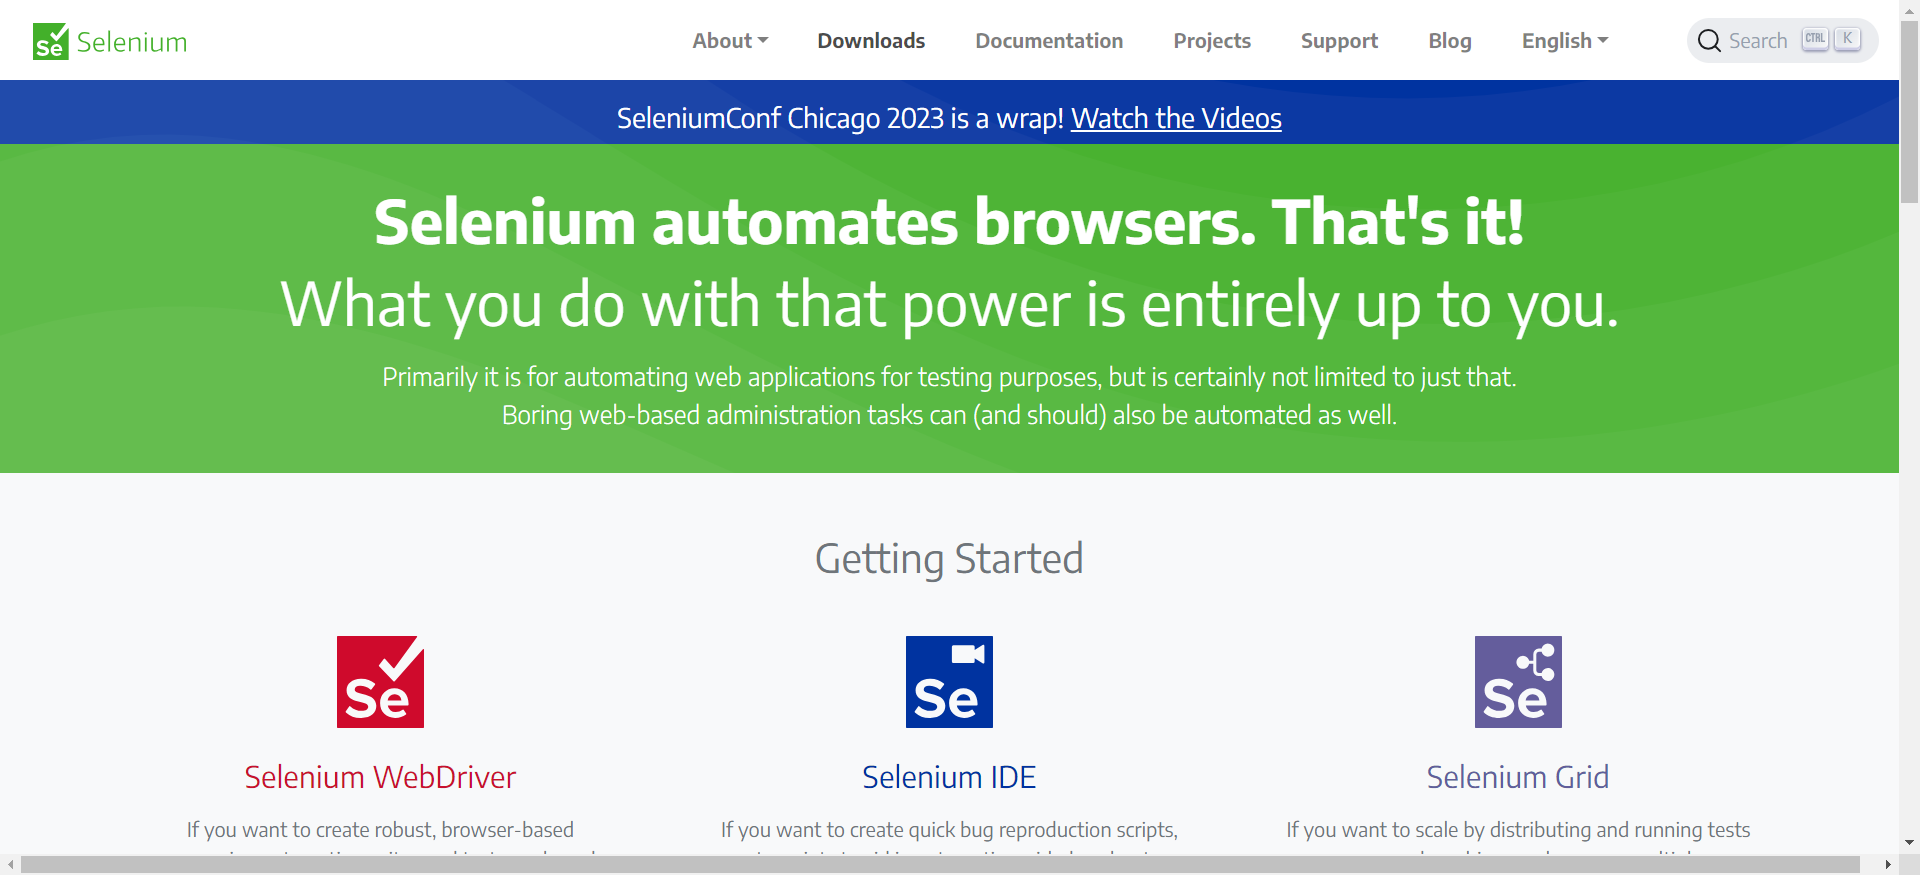 Se Selenium
About
Downloads
Documentation
Projects
Support
Blog
English
Search CTRL K
SeleniumConf Chicago 2023 is a wrap! Watch the Videos
Selenium automates browsers. That's it!
What you do with that power is entirely up to you.
Primarily it is for automating web applications for testing purposes, but is certainly not limited to just that.
Boring web-based administration tasks can (and should) also be automated as well.
Getting Started
Se
Se
Se
Selenium WebDriver
Selenium IDE
Selenium Grid
If you want to create robust, browser-based
If you want to create quick bug reproduction scripts,
If you want to scale by distributing and running tests